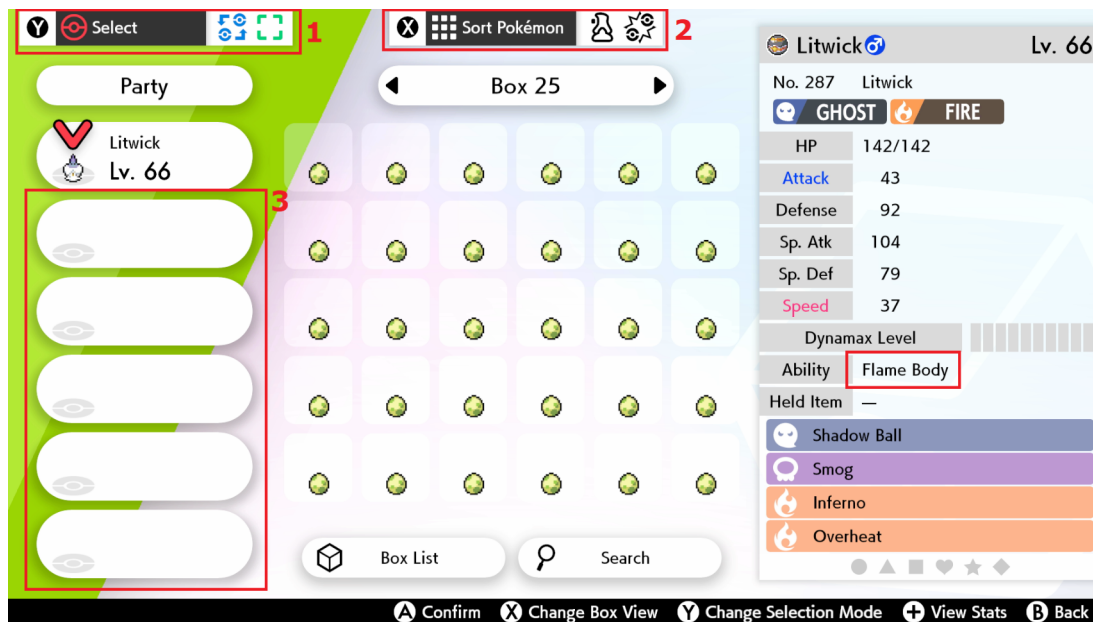 Y Select
1
X Sort Pokémon
2
Party
Litwick
Lv. 66
3
Box 25
Box List
Search
Litwick♂ Lv. 66
No. 287 Litwick
GHOST FIRE
HP 142/142
Attack 43
Defense 92
Sp. Atk 104
Sp. Def 79
Speed 37
Dynamax Level
Ability Flame Body
Held Item —
Shadow Ball
Smog
Inferno
Overheat
A Confirm X Change Box View Y Change Selection Mode + View Stats B Back